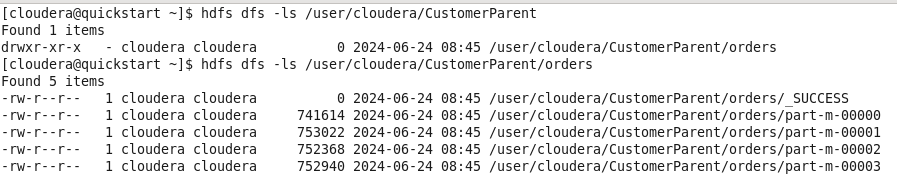 [cloudera@quickstart ~]$ hdfs dfs -ls /user/cloudera/CustomerParent
Found 1 items
drwxr-xr-x   - cloudera cloudera          0 2024-06-24 08:45 /user/cloudera/CustomerParent/orders
[cloudera@quickstart ~]$ hdfs dfs -ls /user/cloudera/CustomerParent/orders
Found 5 items
-rw-r--r--   1 cloudera cloudera          0 2024-06-24 08:45 /user/cloudera/CustomerParent/orders/_SUCCESS
-rw-r--r--   1 cloudera cloudera     741614 2024-06-24 08:45 /user/cloudera/CustomerParent/orders/part-m-00000
-rw-r--r--   1 cloudera cloudera     753022 2024-06-24 08:45 /user/cloudera/CustomerParent/orders/part-m-00001
-rw-r--r--   1 cloudera cloudera     752368 2024-06-24 08:45 /user/cloudera/CustomerParent/orders/part-m-00002
-rw-r--r--   1 cloudera cloudera     752940 2024-06-24 08:45 /user/cloudera/CustomerParent/orders/part-m-00003